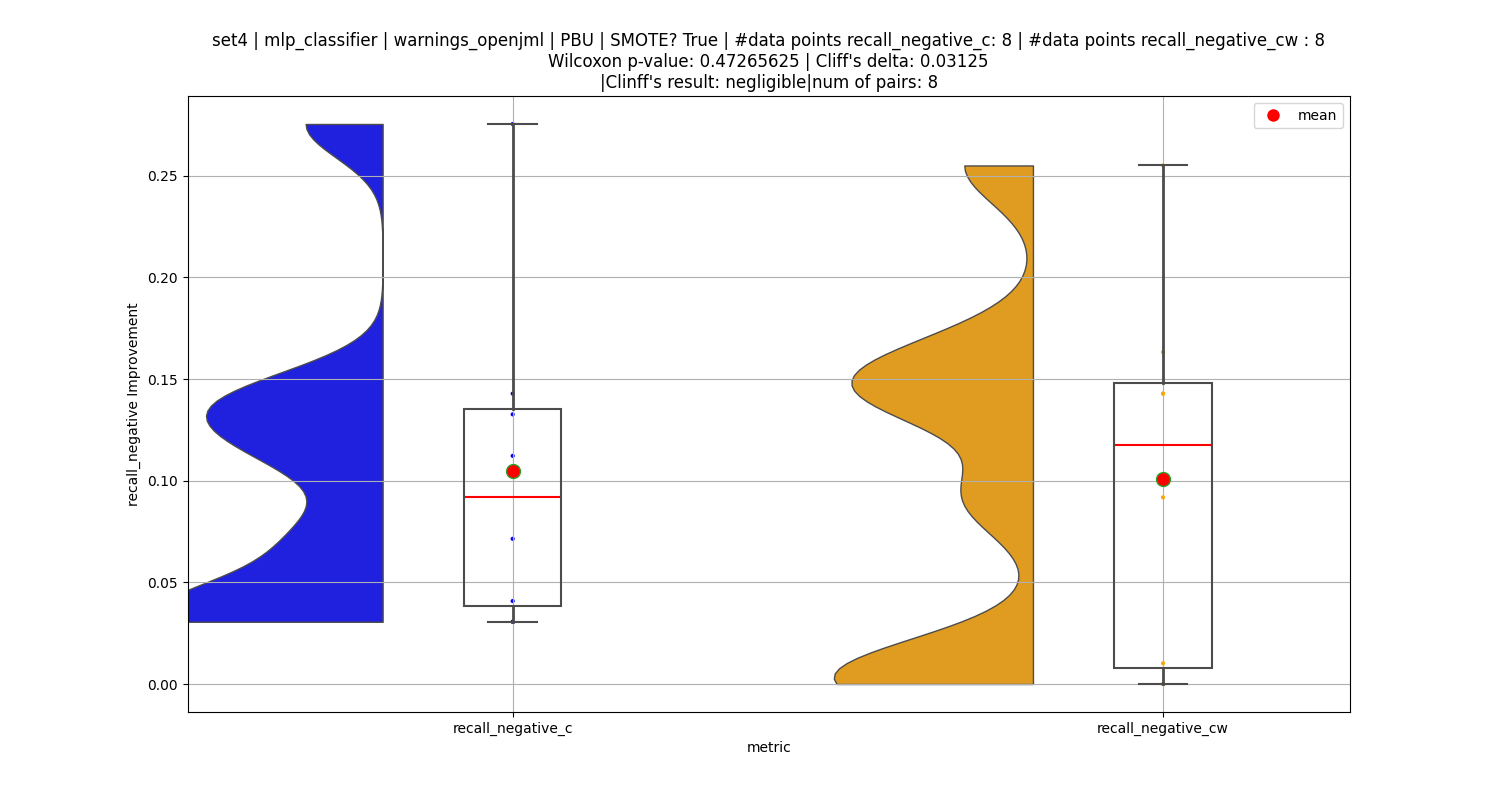 set4 | mlp_classifier | warnings_openjml | PBU | SMOTE? True | #data points recall_negative_c: 8 | #data points recall_negative_cw : 8
Wilcoxon p-value: 0.47265625 | Cliff's delta: 0.03125
|Clinff's result: negligible|num of pairs: 8
mean
0.25
0.20
0.15
0.10
0.05
0.00
recall_negative Improvement
recall_negative_c
recall_negative_cw
metric